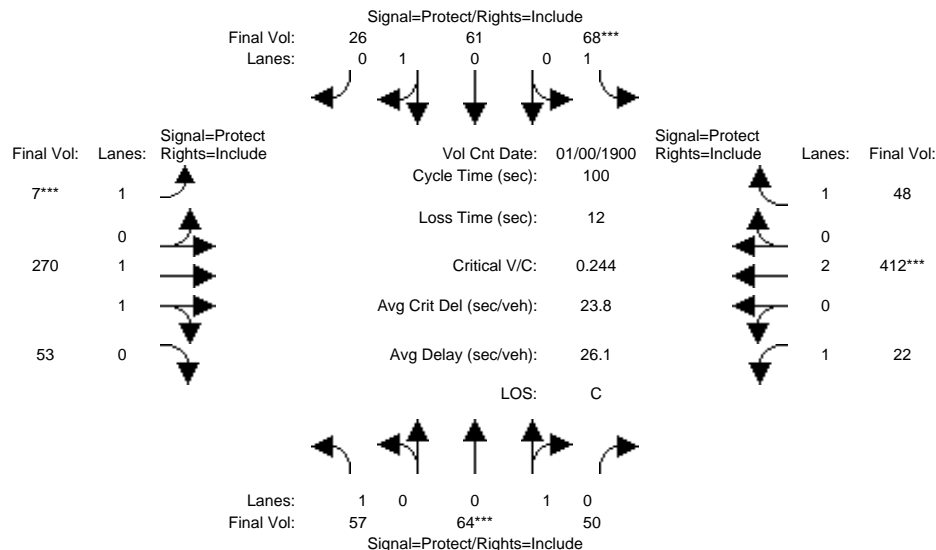 Signal=Protect/Rights=Include
Final Vol: 26 61 68***
Lanes: 0 1 0 0 1
Signal=Protect
Final Vol: Lanes: Rights=Include Vol Cnt Date: 01/00/1900 Signal=Protect
Rights=Include Lanes: Final Vol:
Cycle Time (sec): 100
7*** 1 1 48
Loss Time (sec): 12
0 0
270 1 Critical V/C: 0.244 2 412***
1 Avg Crit Del (sec/veh): 23.8 0
53 0 Avg Delay (sec/veh): 26.1 1 22
LOS: C
Lanes: 1 0 0 1 0
Final Vol: 57 64*** 50
Signal=Protect/Rights=Include